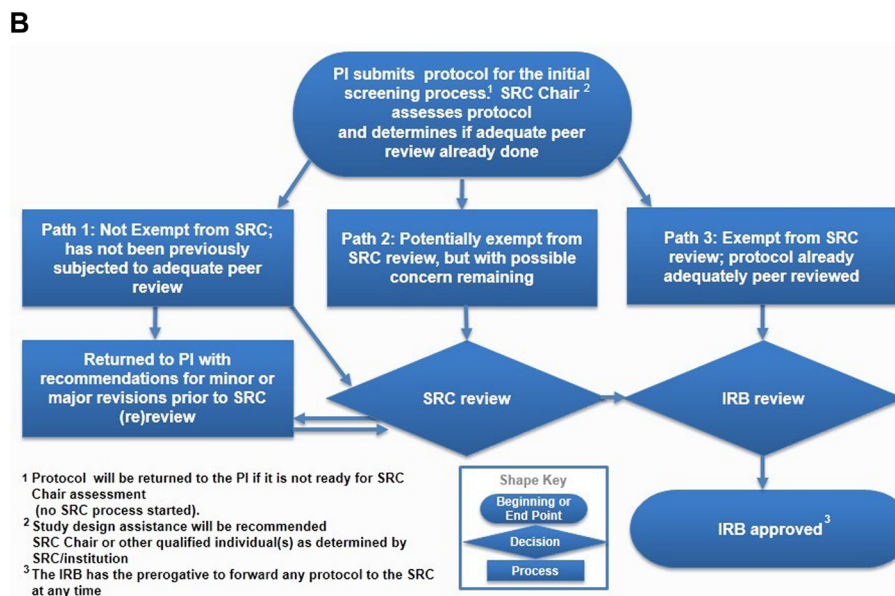 B
PI submits protocol for the initial
screening process.¹ SRC Chair ²
assesses protocol
and determines if adequate peer
review already done
Path 1: Not Exempt from SRC;
has not been previously
subjected to adequate peer
review
Path 2: Potentially exempt from
SRC review, but with possible
concern remaining
Path 3: Exempt from SRC
review; protocol already
adequately peer reviewed
Returned to PI with
recommendations for minor or
major revisions prior to SRC
(re)review
SRC review
IRB review
IRB approved ³
1 Protocol will be returned to the PI if it is not ready for SRC
Chair assessment
(no SRC process started).
2 Study design assistance will be recommended
SRC Chair or other qualified individual(s) as determined by
SRC/institution
3 The IRB has the prerogative to forward any protocol to the SRC
at any time
Shape Key
Beginning or
End Point
Decision
Process